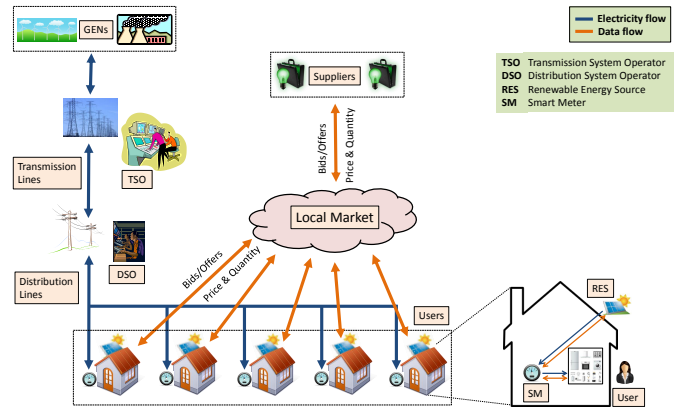 GENs
Electricity flow
Data flow
TSO Transmission System Operator
DSO Distribution System Operator
RES Renewable Energy Source
SM Smart Meter
Suppliers
Bids/Offers
Price & Quantity
Transmission
Lines
TSO
Local Market
DSO
Distribution
Lines
Bids/Offers
Price & Quantity
Users
RES
SM
User